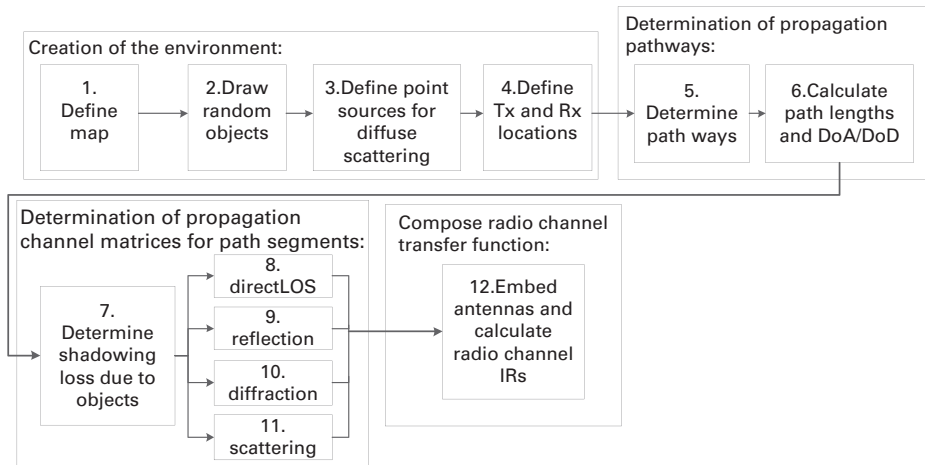 Creation of the environment:
1.
Define
map
2.Draw
random
objects
3.Define point
sources for
diffuse
scattering
4.Define
Tx and Rx
locations
Determination of propagation
pathways:
5.
Determine
path ways
6.Calculate
path lengths
and DoA/DoD
Determination of propagation
channel matrices for path segments:
7.
Determine
shadowing
loss due to
objects
8.
directLOS
9.
reflection
10.
diffraction
11.
scattering
Compose radio channel
transfer function:
12.Embed
antennas and
calculate
radio channel
IRs